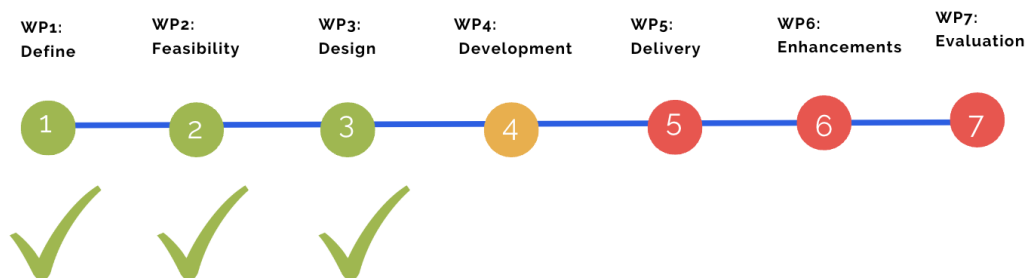 WP1:
Define
WP2:
Feasibility
WP3:
Design
WP4:
Development
WP5:
Delivery
WP6:
Enhancements
WP7:
Evaluation
1
2
3
4
5
6
7